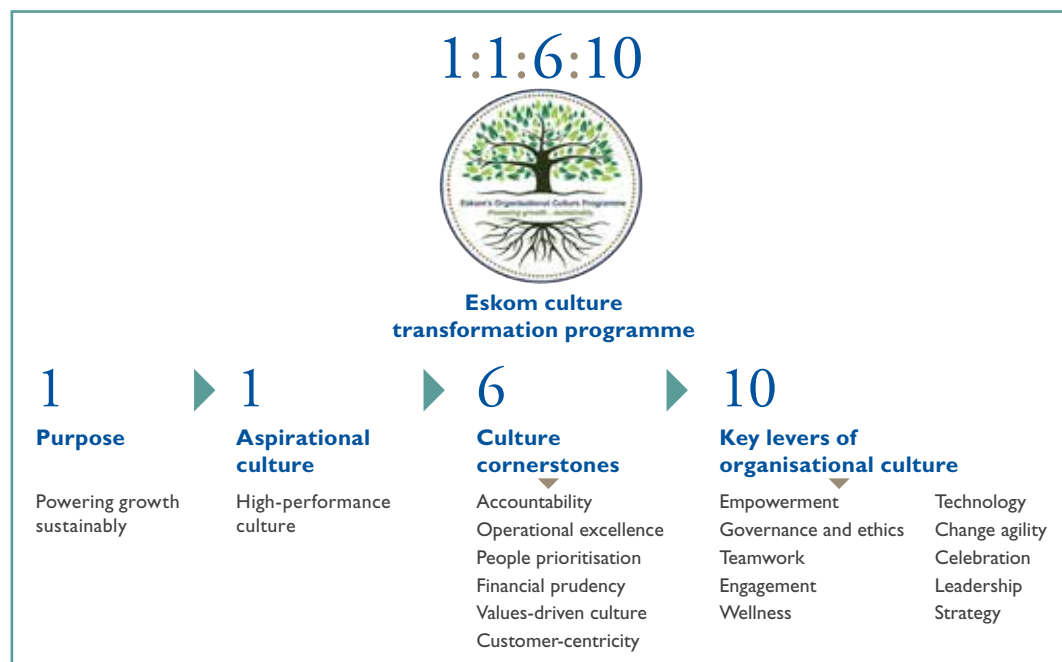 1:1:6:10
Eskom's Organisational Culture Programme
Powering growth sustainably
Eskom culture
transformation programme
1
Purpose
Powering growth
sustainably
1
Aspirational
culture
High-performance
culture
6
Culture
cornerstones
Accountability
Operational excellence
People prioritisation
Financial prudency
Values-driven culture
Customer-centricity
10
Key levers of
organisational culture
Empowerment
Governance and ethics
Teamwork
Engagement
Wellness
Technology
Change agility
Celebration
Leadership
Strategy